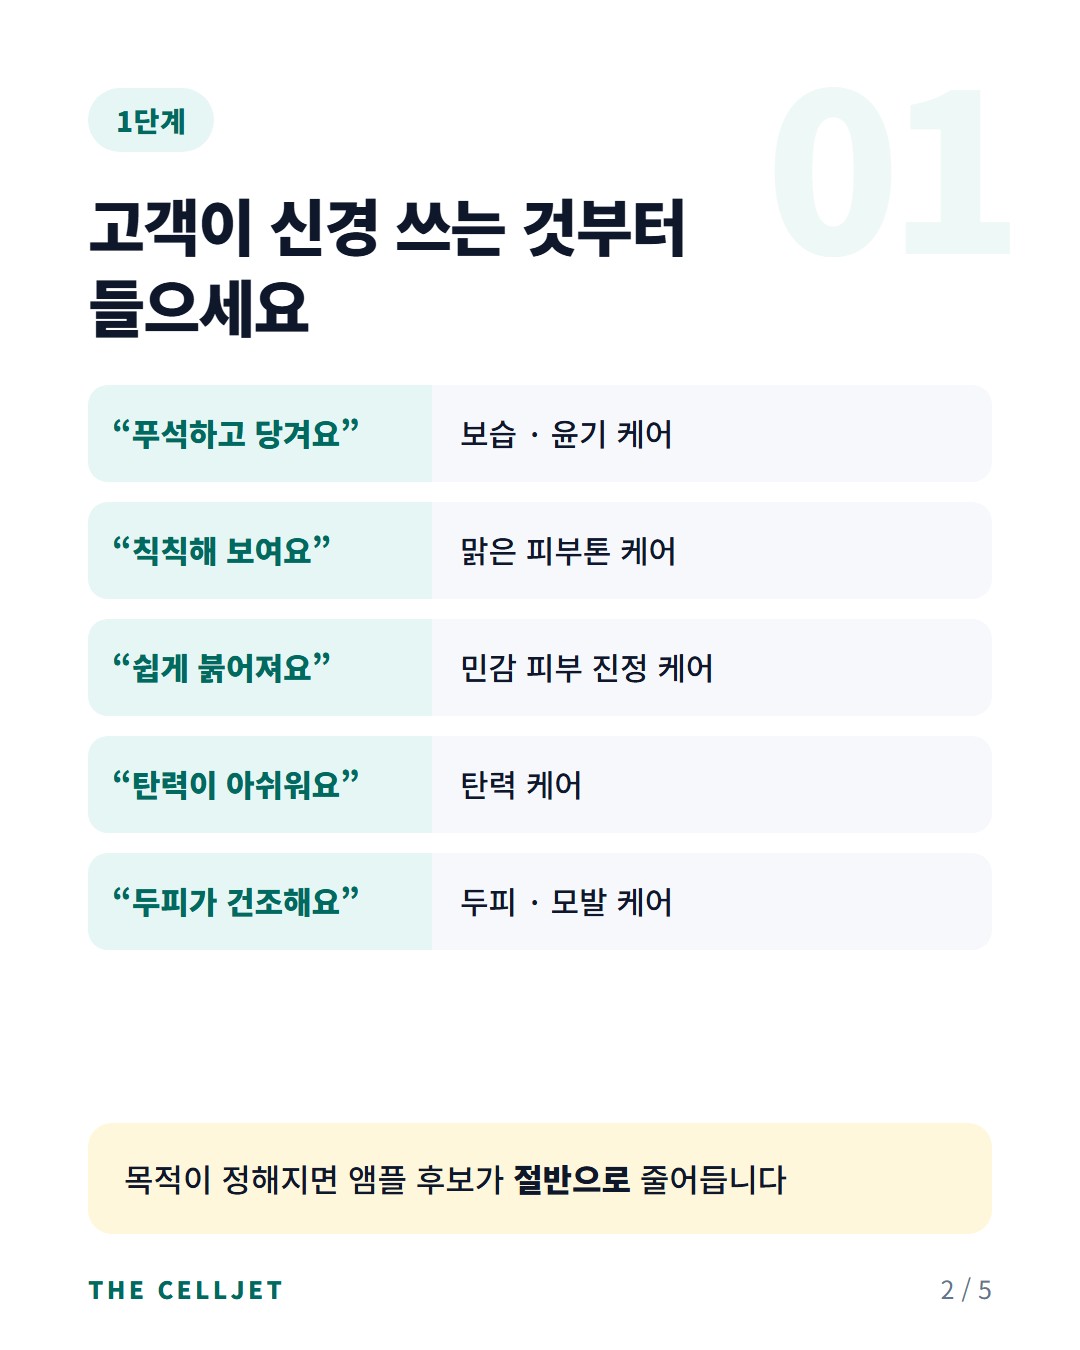 1단계
01
고객이 신경 쓰는 것부터
들으세요
“푸석하고 당겨요” 보습 · 윤기 케어
“칙칙해 보여요” 맑은 피부톤 케어
“쉽게 붉어져요” 민감 피부 진정 케어
“탄력이 아쉬워요” 탄력 케어
“두피가 건조해요” 두피 · 모발 케어
목적이 정해지면 앰플 후보가 절반으로 줄어듭니다
THE CELLJET 2 / 5